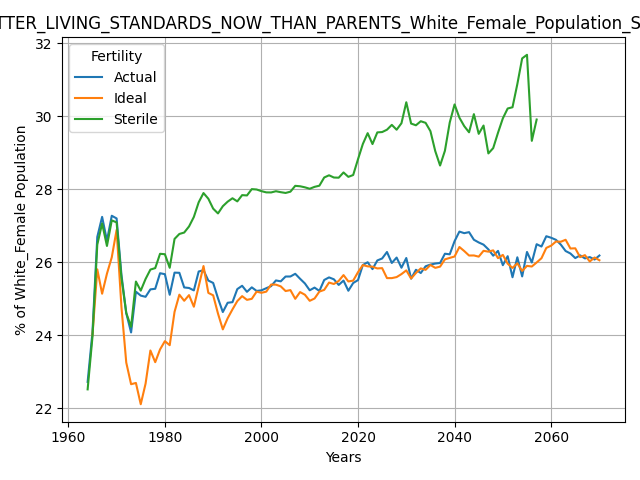 TTER_LIVING_STANDARDS_NOW_THAN_PARENTS_White_Female_Population_S
Fertility
Actual
Ideal
Sterile
% of White_Female Population
32
30
28
26
24
22
1960
1980
2000
2020
2040
2060
Years